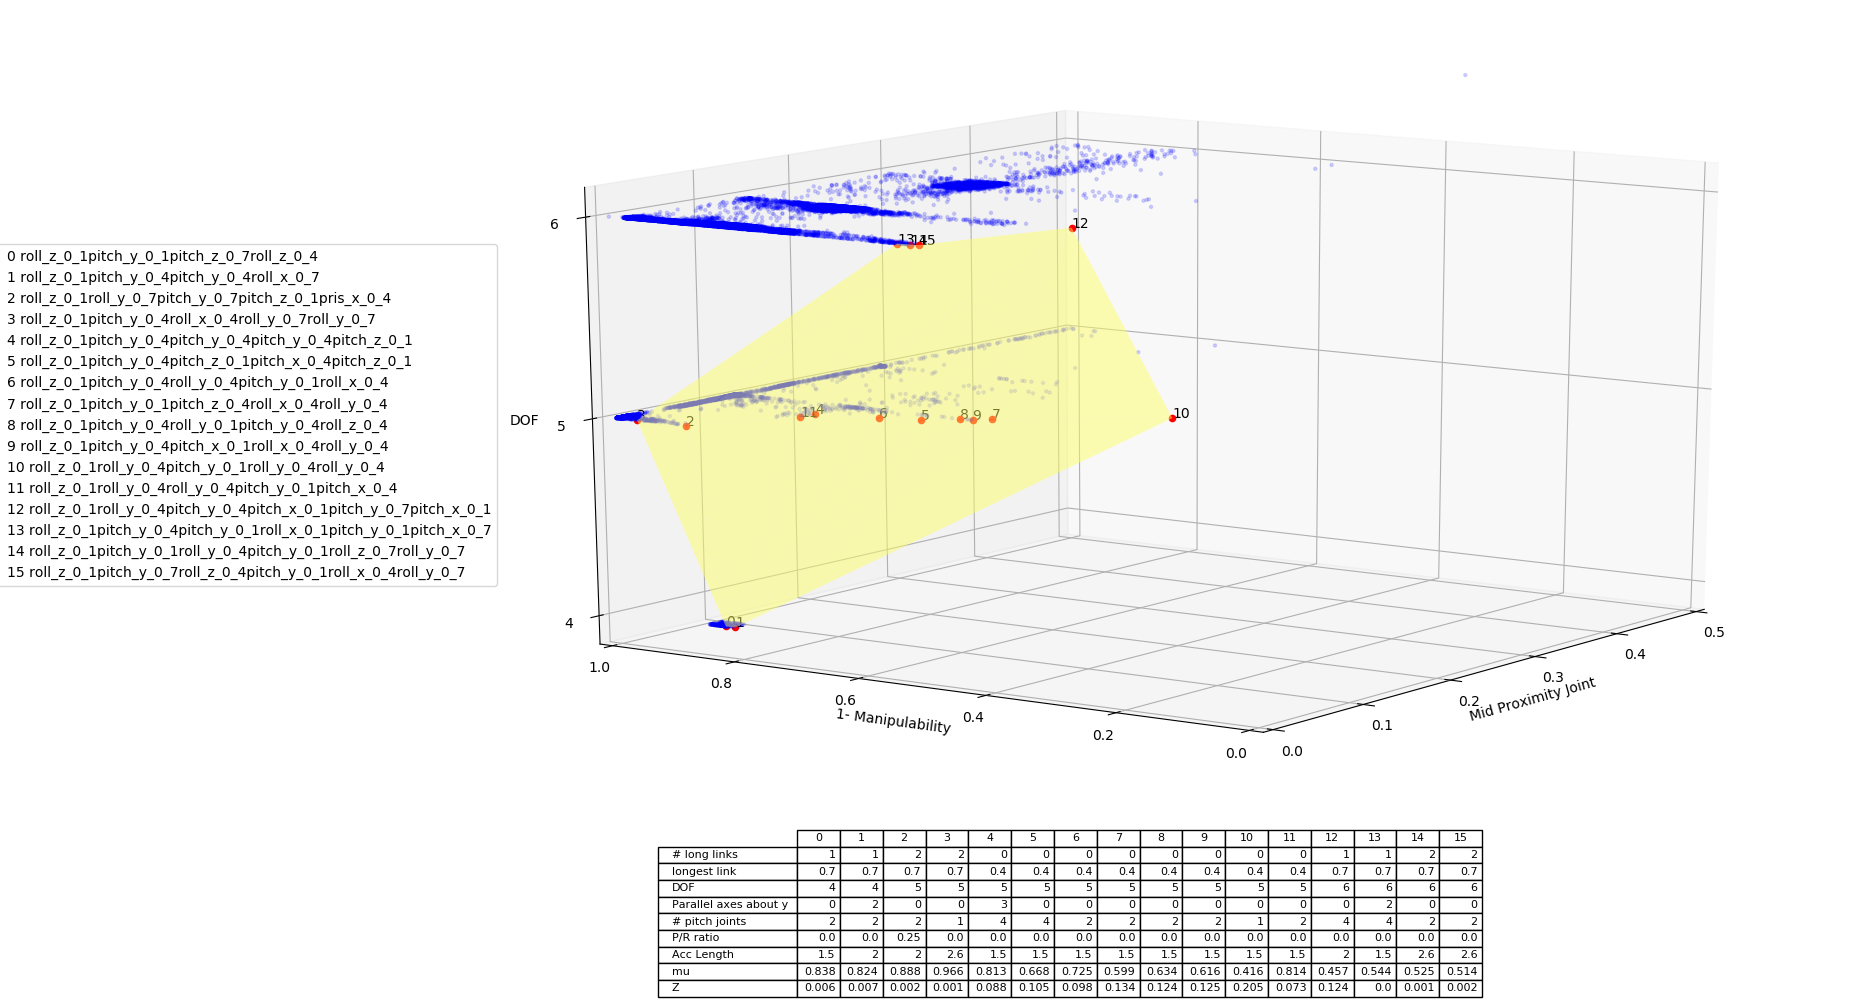 6
5
4
DOF
1.0
0.8
0.6
0.4
0.2
0.0
1- Manipulability
0.0
0.1
0.2
0.3
0.4
0.5
Mid Proximity Joint
12
13
14
15
10
11
4
6
5
8
9
7
3
2
0
1
0 roll_z_0_1pitch_y_0_1pitch_z_0_7roll_z_0_4
1 roll_z_0_1pitch_y_0_4pitch_y_0_4roll_x_0_7
2 roll_z_0_1roll_y_0_7pitch_y_0_7pitch_z_0_1pris_x_0_4
3 roll_z_0_1pitch_y_0_4roll_x_0_4roll_y_0_7roll_y_0_7
4 roll_z_0_1pitch_y_0_4pitch_y_0_4pitch_y_0_4pitch_z_0_1
5 roll_z_0_1pitch_y_0_4pitch_z_0_1pitch_x_0_4pitch_z_0_1
6 roll_z_0_1pitch_y_0_4roll_y_0_4pitch_y_0_1roll_x_0_4
7 roll_z_0_1pitch_y_0_1pitch_z_0_4roll_x_0_4roll_y_0_4
8 roll_z_0_1pitch_y_0_4roll_y_0_1pitch_y_0_4roll_z_0_4
9 roll_z_0_1pitch_y_0_4pitch_x_0_1roll_x_0_4roll_y_0_4
10 roll_z_0_1roll_y_0_4pitch_y_0_1roll_y_0_4roll_y_0_4
11 roll_z_0_1roll_y_0_4roll_y_0_4pitch_y_0_1pitch_x_0_4
12 roll_z_0_1roll_y_0_4pitch_y_0_4pitch_x_0_1pitch_y_0_7pitch_x_0_1
13 roll_z_0_1pitch_y_0_4pitch_y_0_1roll_x_0_1pitch_y_0_1pitch_x_0_7
14 roll_z_0_1pitch_y_0_1roll_y_0_4pitch_y_0_1roll_z_0_7roll_y_0_7
15 roll_z_0_1pitch_y_0_7roll_z_0_4pitch_y_0_1roll_x_0_4roll_y_0_7
0 1 2 3 4 5 6 7 8 9 10 11 12 13 14 15
# long links 1 1 2 2 0 0 0 0 0 0 0 0 1 1 2 2
longest link 0.7 0.7 0.7 0.7 0.4 0.4 0.4 0.4 0.4 0.4 0.4 0.4 0.7 0.7 0.7 0.7
DOF 4 4 5 5 5 5 5 5 5 5 5 5 6 6 6 6
Parallel axes about y 0 2 0 0 3 0 0 0 0 0 0 0 0 2 0 0
# pitch joints 2 2 2 1 4 4 2 2 2 2 1 2 4 4 2 2
P/R ratio 0.0 0.0 0.25 0.0 0.0 0.0 0.0 0.0 0.0 0.0 0.0 0.0 0.0 0.0 0.0 0.0
Acc Length 1.5 2 2 2.6 1.5 1.5 1.5 1.5 1.5 1.5 1.5 1.5 2 1.5 2.6 2.6
mu 0.838 0.824 0.888 0.966 0.813 0.668 0.725 0.599 0.634 0.616 0.416 0.814 0.457 0.544 0.525 0.514
Z 0.006 0.007 0.002 0.001 0.088 0.105 0.098 0.134 0.124 0.125 0.205 0.073 0.124 0.0 0.001 0.002